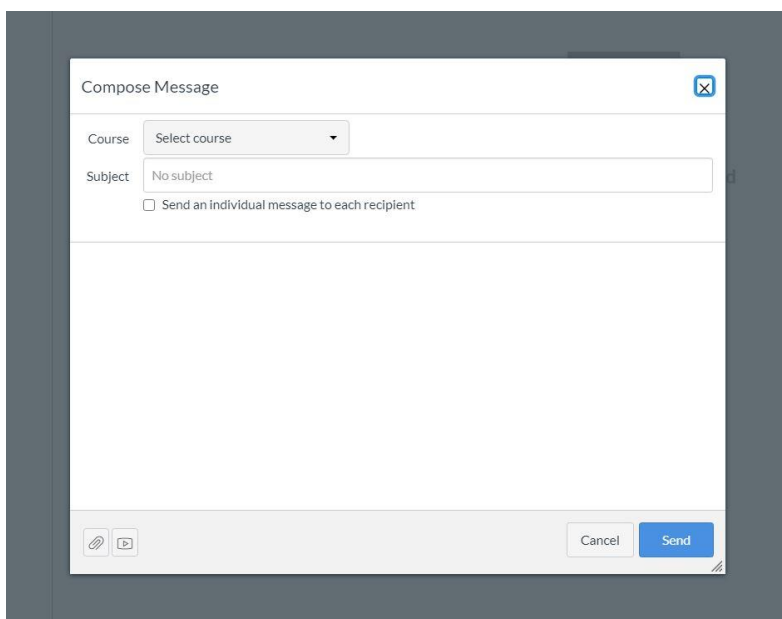 Compose Message
Course Select course
Subject No subject
Send an individual message to each recipient
Cancel Send